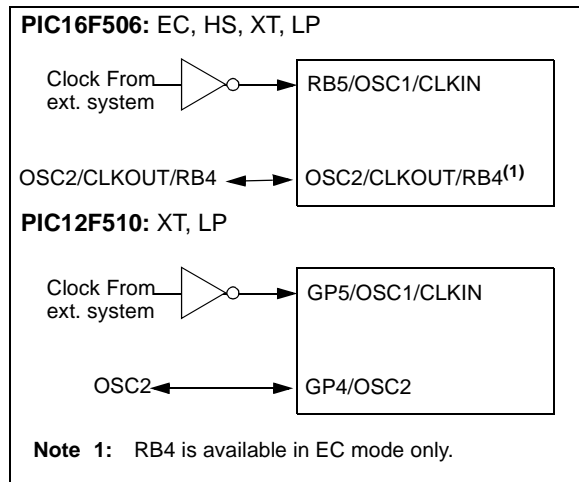 PIC16F506: EC, HS, XT, LP
Clock From
ext. system
RB5/OSC1/CLKIN
OSC2/CLKOUT/RB4
OSC2/CLKOUT/RB4(1)
PIC12F510: XT, LP
Clock From
ext. system
GP5/OSC1/CLKIN
OSC2
GP4/OSC2
Note 1: RB4 is available in EC mode only.